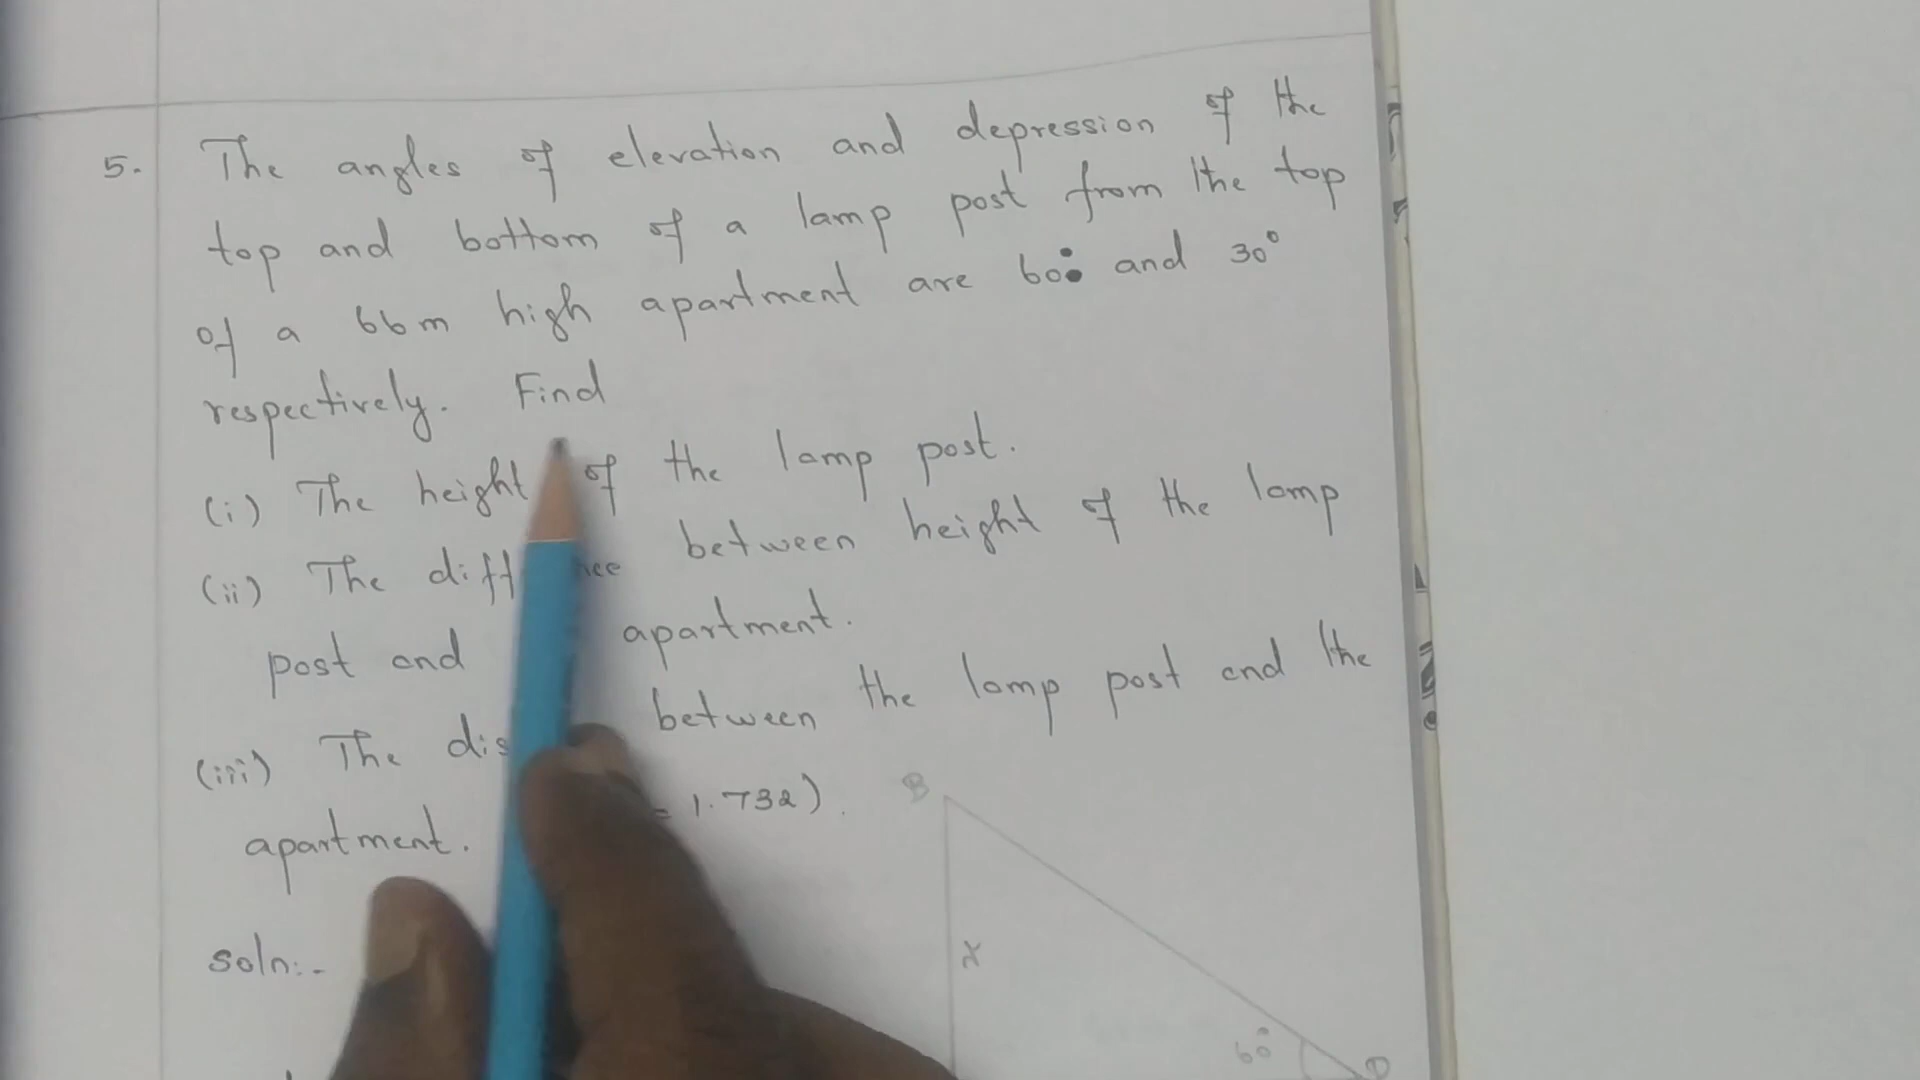 5. The angles of elevation and depression of the
top and bottom of a lamp post from the top
of a 66m high apartment are 60° and 30°
respectively. Find
(i) The height of the lamp post.
(ii) The diff nce between height of the lamp
post and apartment.
(iii) The dis between the lamp post and the
apartment. = 1.732).
B
soln:-
x
60°
D